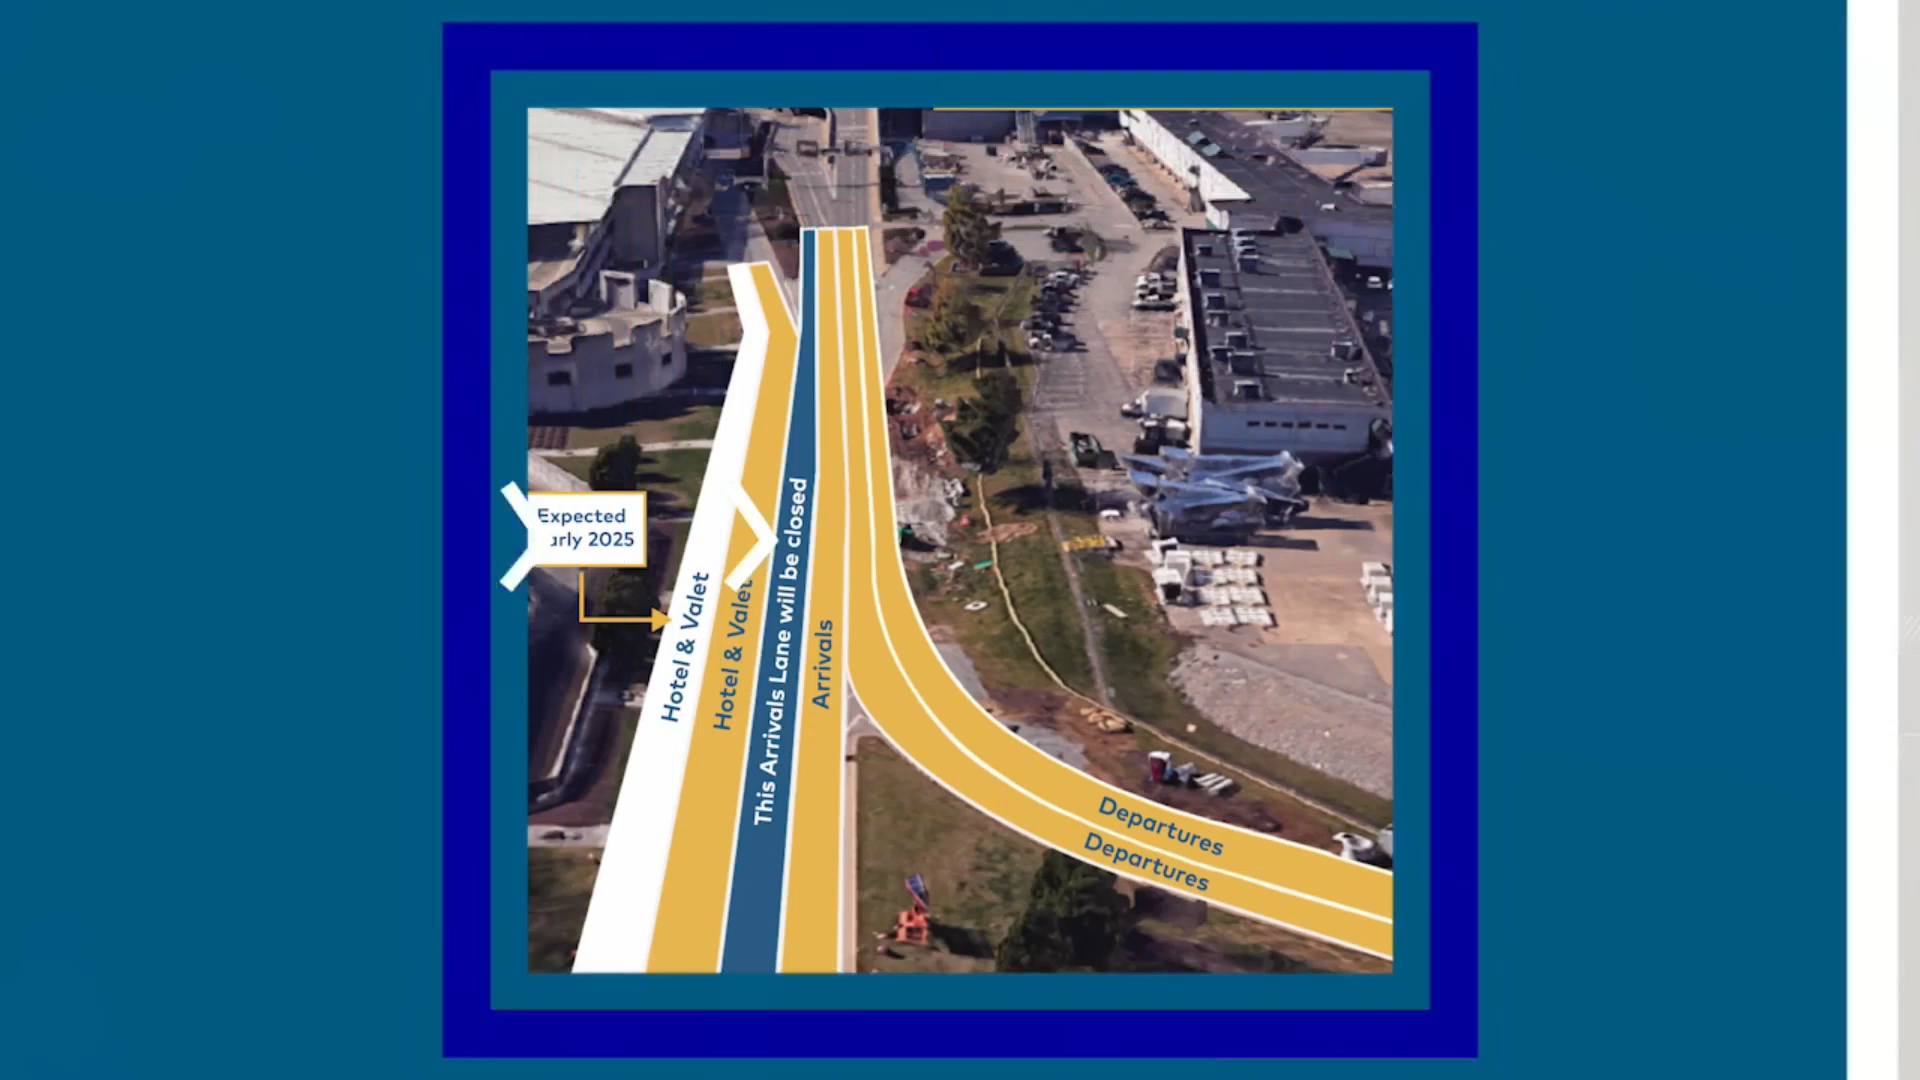 Expected
arly 2025
Hotel & Valet
Hotel & Valet
This Arrivals Lane will be closed
Arrivals
Departures
Departures